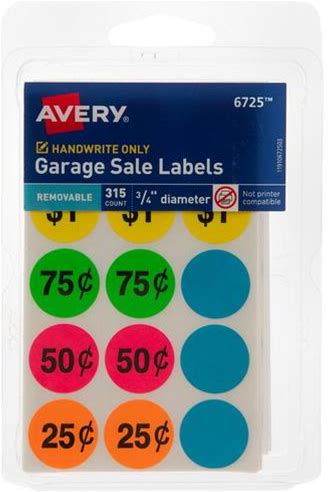 AVERY
6725™
HANDWRITE ONLY
Garage Sale Labels
REMOVABLE 315 COUNT 3/4" diameter Not printer compatible
$1 $1 $1
75¢ 75¢
50¢ 50¢
25¢ 25¢